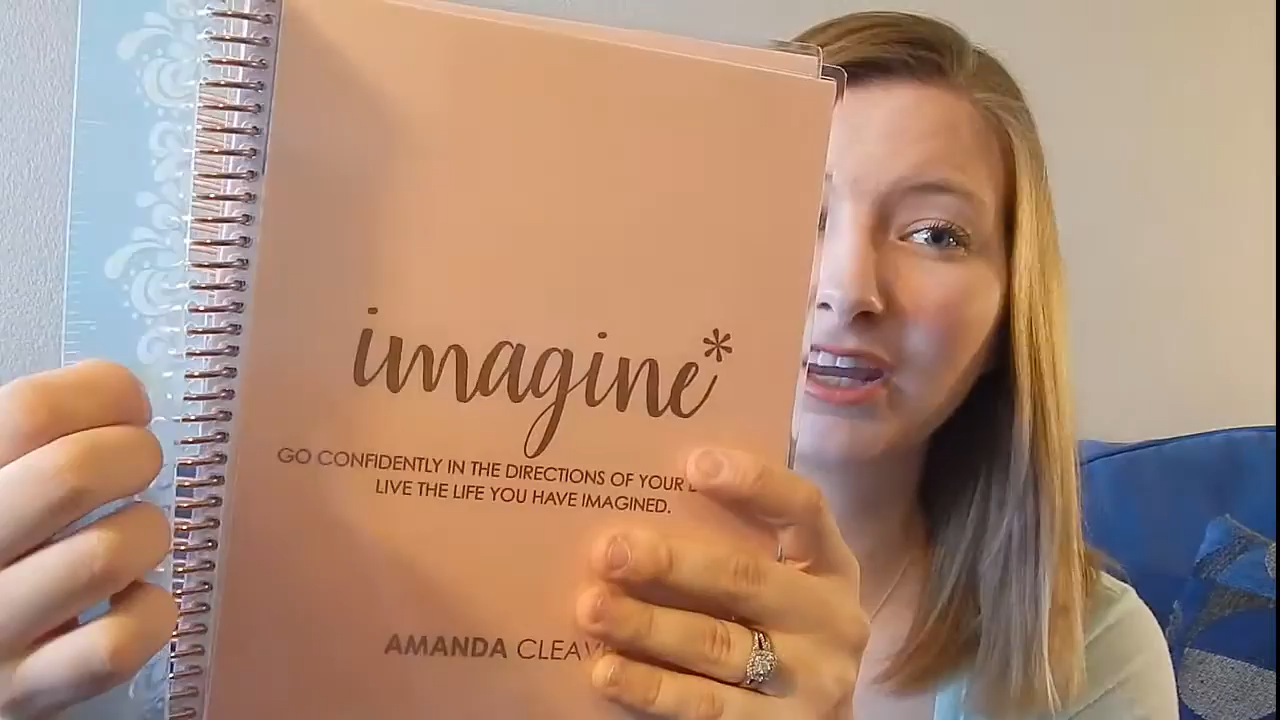 imagine*
GO CONFIDENTLY IN THE DIRECTIONS OF YOUR
LIVE THE LIFE YOU HAVE IMAGINED.
AMANDA